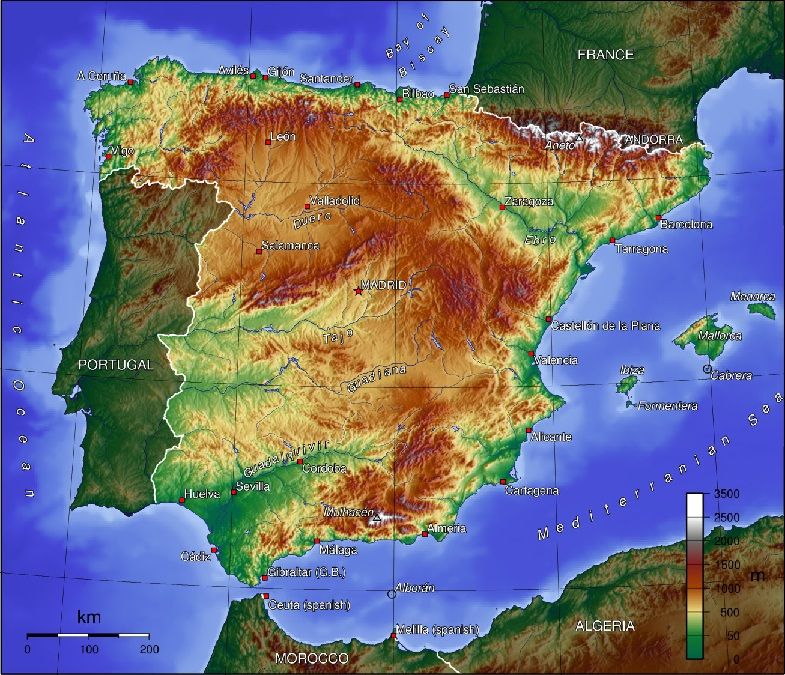 Bay of
Biscay
FRANCE
A Coruña
Avilés
Gijón
Santander
Bilbao
San Sebastián
Vigo
León
Aneto
ANDORRA
Atlantic Ocean
Valladolid
Duero
Zaragoza
Ebro
Barcelona
Tarragona
Salamanca
MADRID
Menorca
Mallorca
Cabrera
Castellón de la Plana
Tajo
PORTUGAL
Valencia
Ibiza
Formentera
Guadiana
Alicante
Mediterranian Sea
Guadalquivir
Córdoba
Sevilla
Huelva
Cartagena
Mulhacén
Almería
Cádiz
Málaga
Gibraltar (G.B.)
Alborán
Ceuta (spanish)
Melilla (spanish)
MOROCCO
ALGERIA
km
0 100 200
3500
2500
2000
1500
1000
500
50
0
m